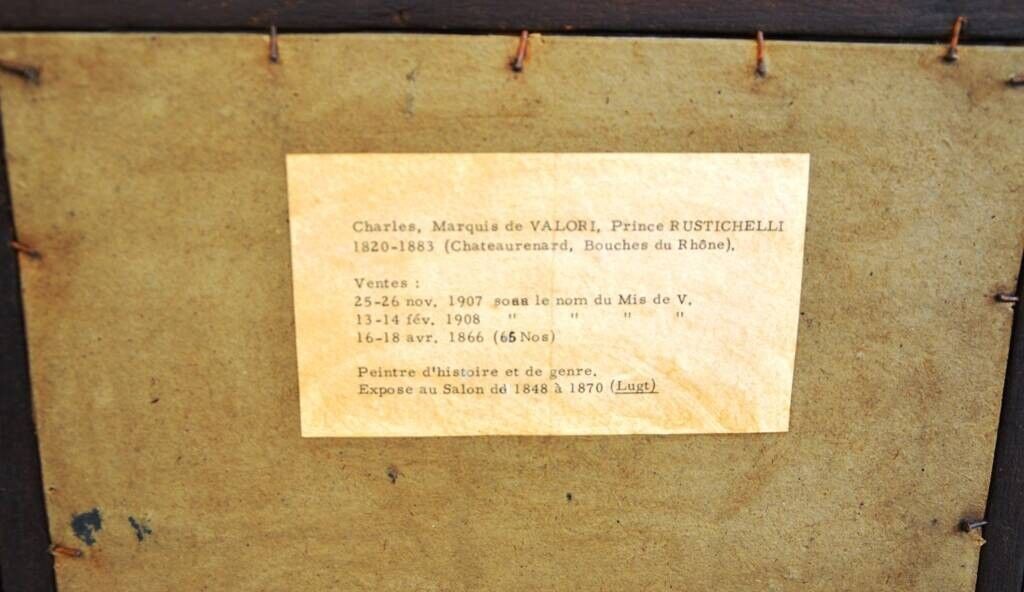 Charles, Marquis de VALORI, Prince RUSTICHELLI
1820-1883 (Chateaurenard, Bouches du Rhône).
Ventes :
25-26 nov. 1907 sous le nom du Mis de V.
13-14 fév. 1908 " " " "
16-18 avr. 1866 (65 Nos)
Peintre d'histoire et de genre.
Expose au Salon de 1848 à 1870 (Lugt)